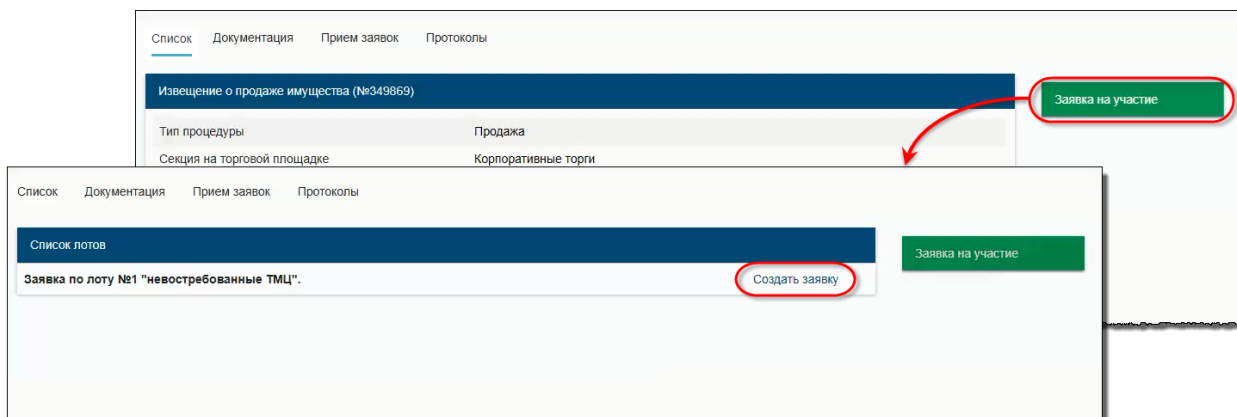 Список Документация Прием заявок Протоколы
Извещение о продаже имущества (№349869)
Заявка на участие
Тип процедуры Продажа
Секция на торговой площадке Корпоративные торги
Список Документация Прием заявок Протоколы
Список лотов
Заявка на участие
Заявка по лоту №1 "невостребованные ТМЦ". Создать заявку